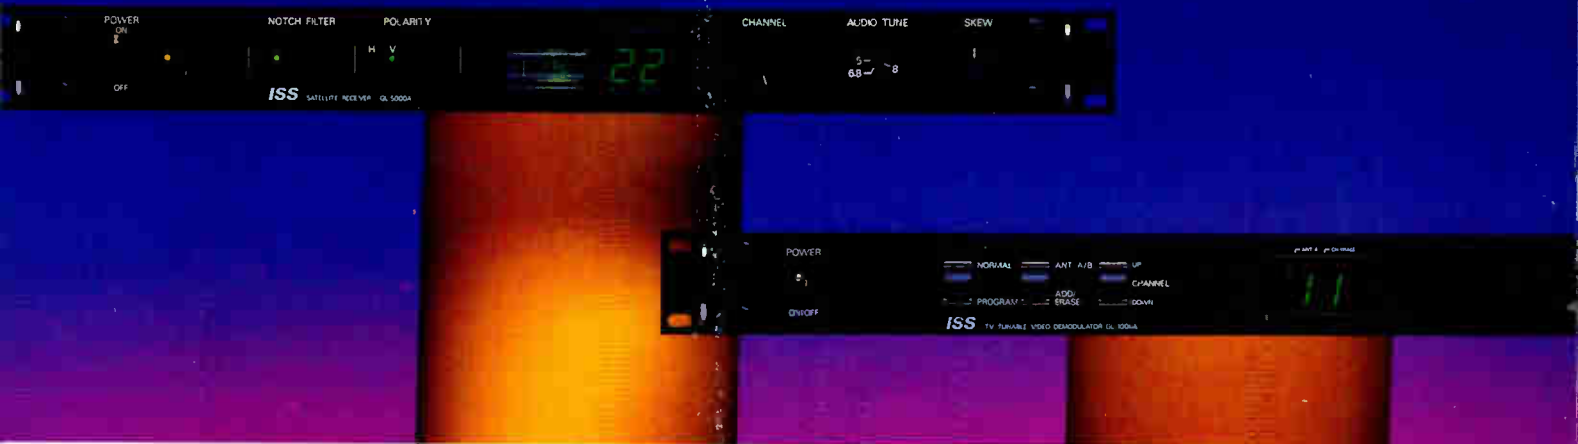 POWER
ON
OFF
NOTCH FILTER
POLARITY
H V
22
ISS SATELLITE RECEIVER GL 5000A
CHANNEL
AUDIO TUNE
5
6.8
8
SKEW
POWER
ON/OFF
NORMAL
PROGRAM
ANT A/B
ADD/
ERASE
UP
CHANNEL
DOWN
11
ISS TV TUNABLE VIDEO DEMODULATOR GL